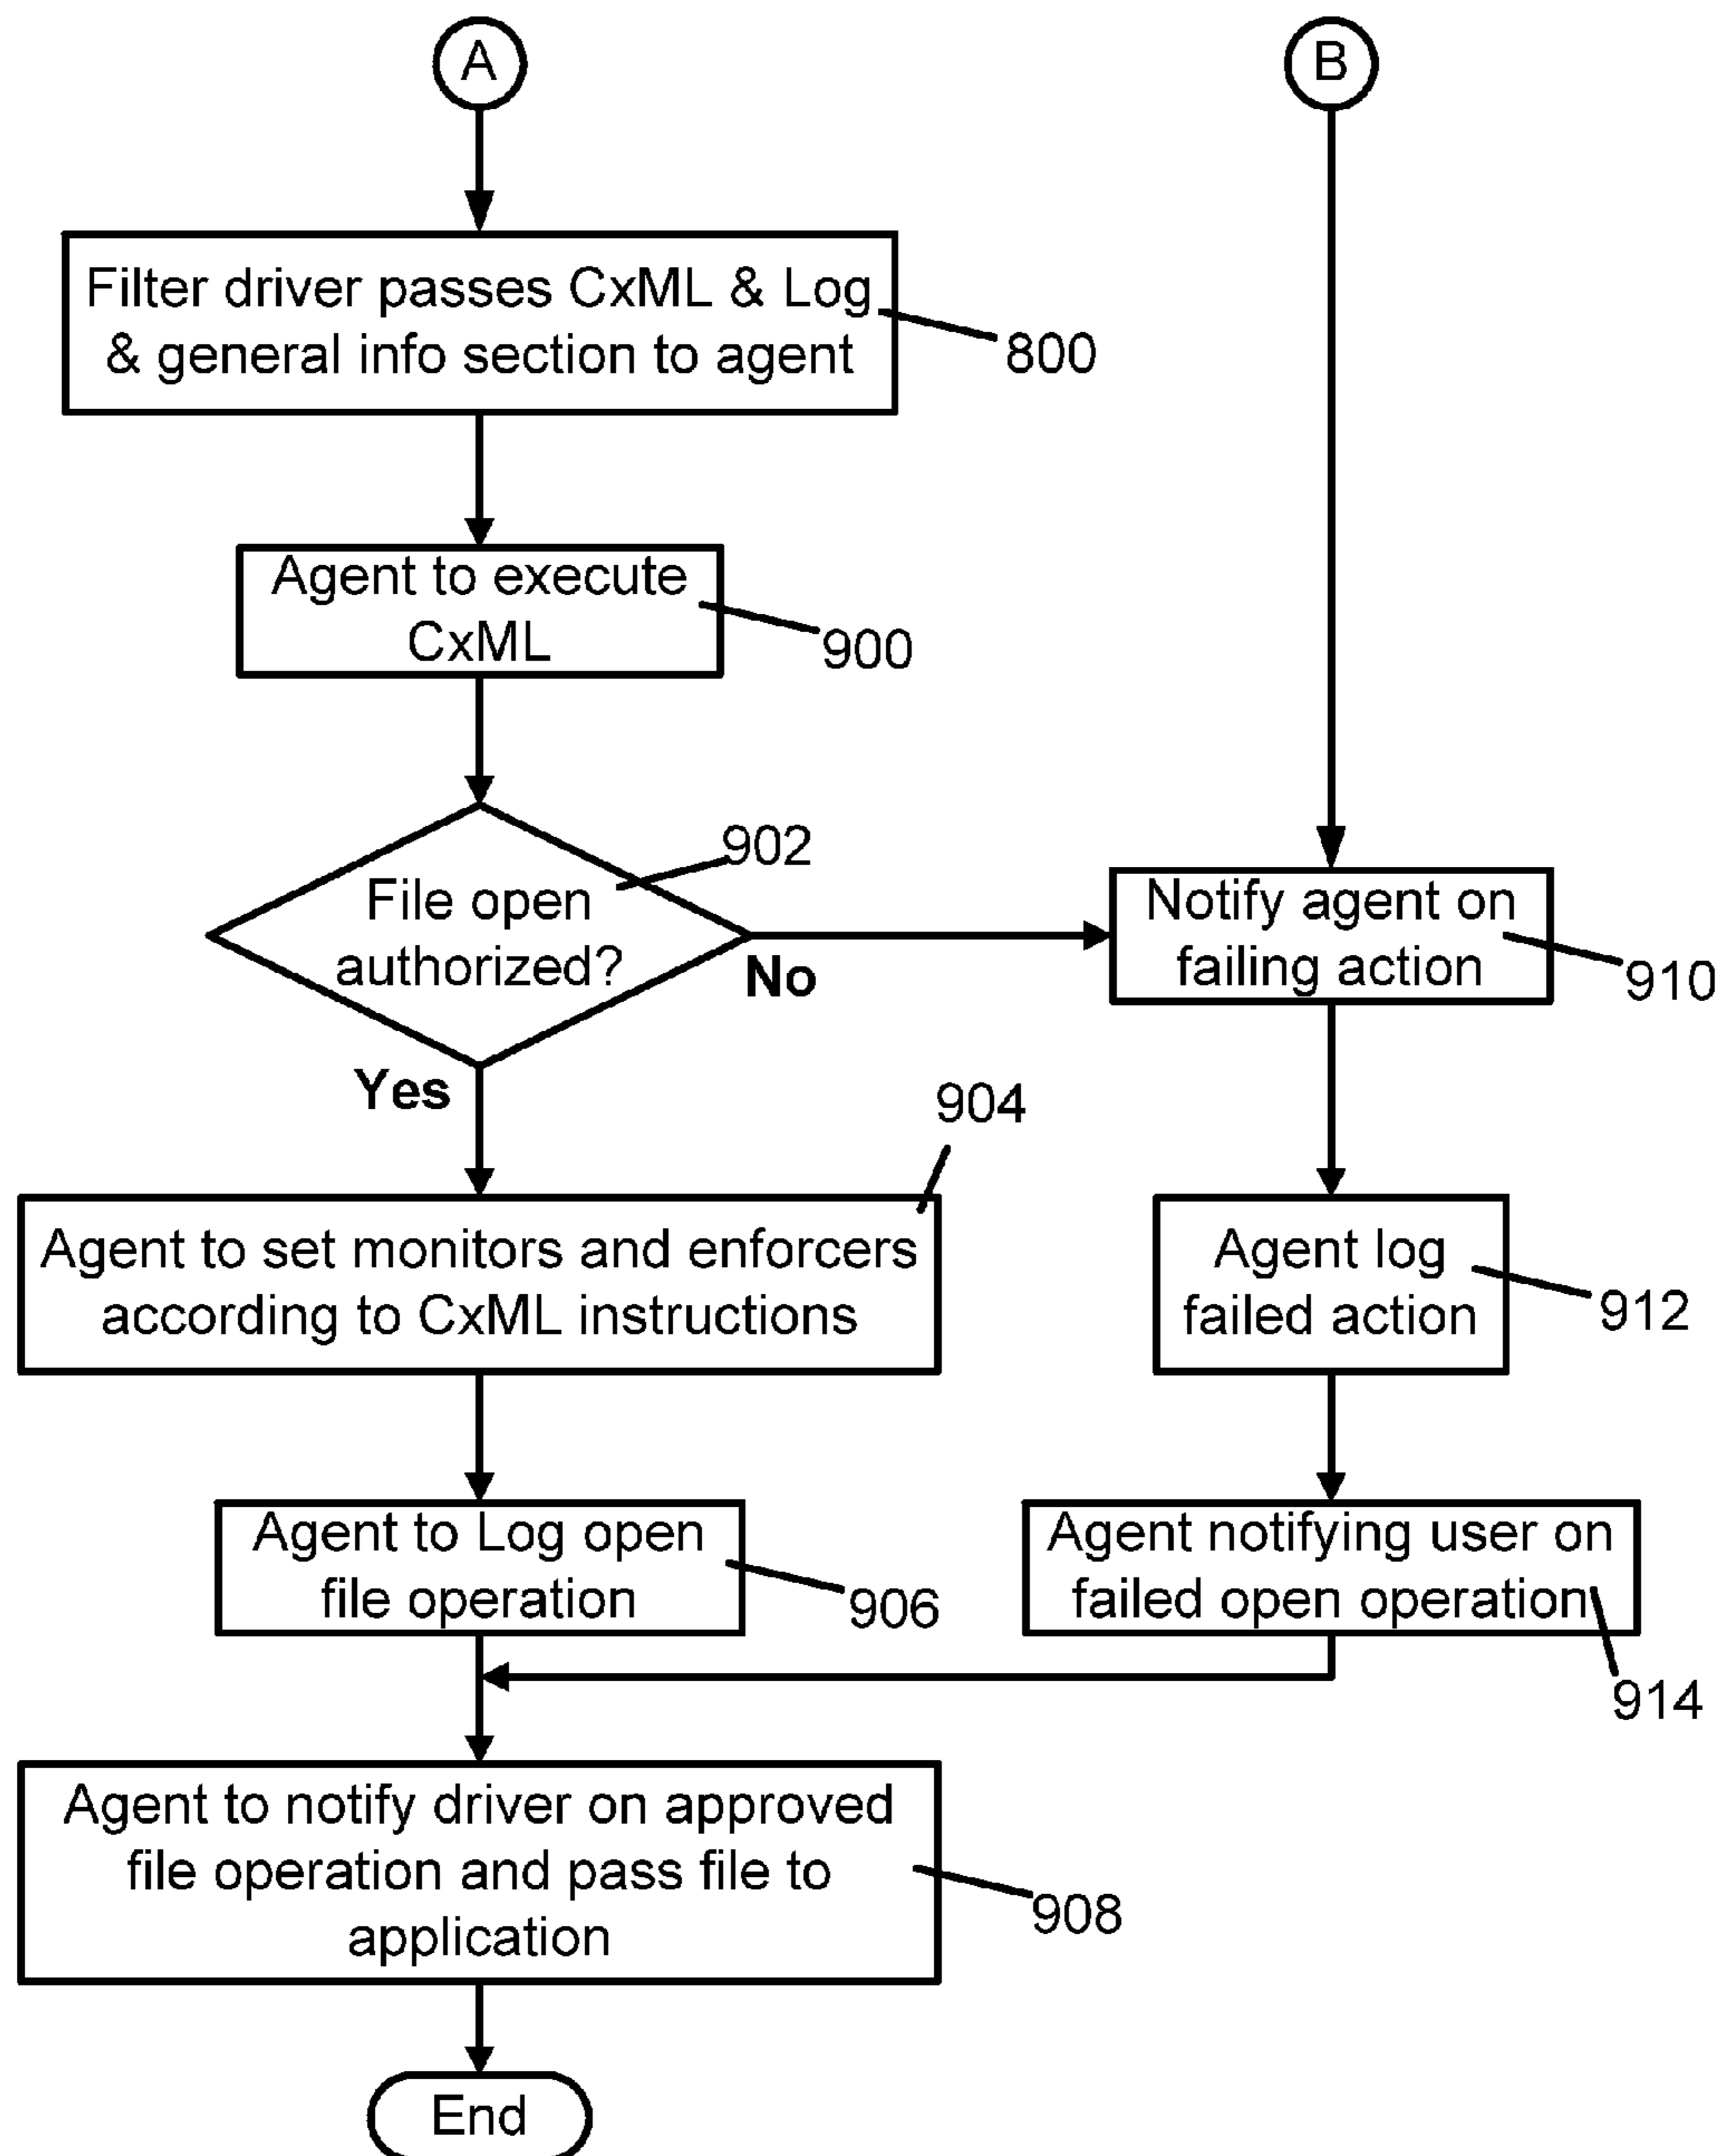 A
B
Filter driver passes CxML & Log
& general info section to agent
800
Agent to execute
CxML
900
902
File open
authorized?
No
Yes
Notify agent on
failing action
910
904
Agent to set monitors and enforcers
according to CxML instructions
Agent log
failed action
912
Agent to Log open
file operation
906
Agent notifying user on
failed open operation
914
Agent to notify driver on approved
file operation and pass file to
application
908
End